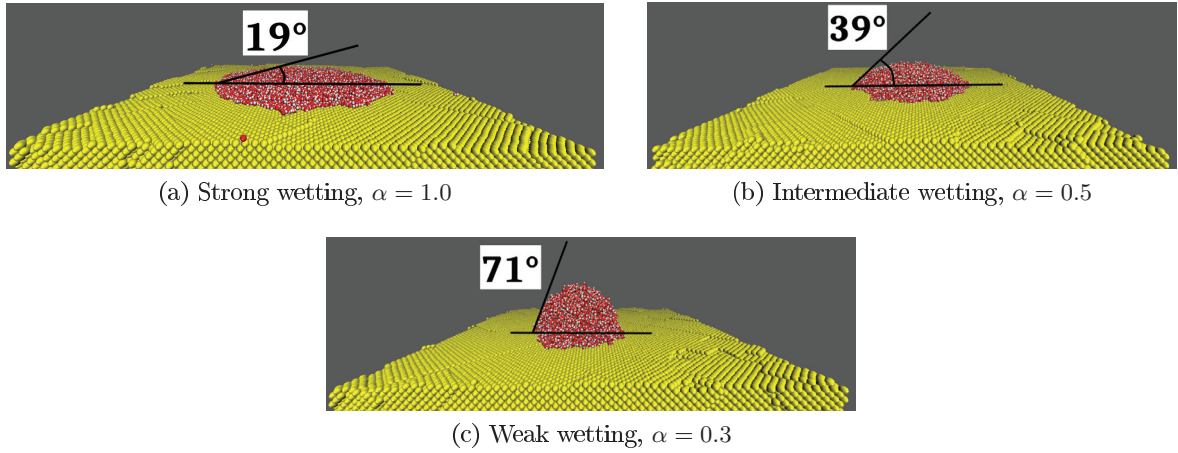 19°
39°
(a) Strong wetting, α = 1.0
(b) Intermediate wetting, α = 0.5
71°
(c) Weak wetting, α = 0.3